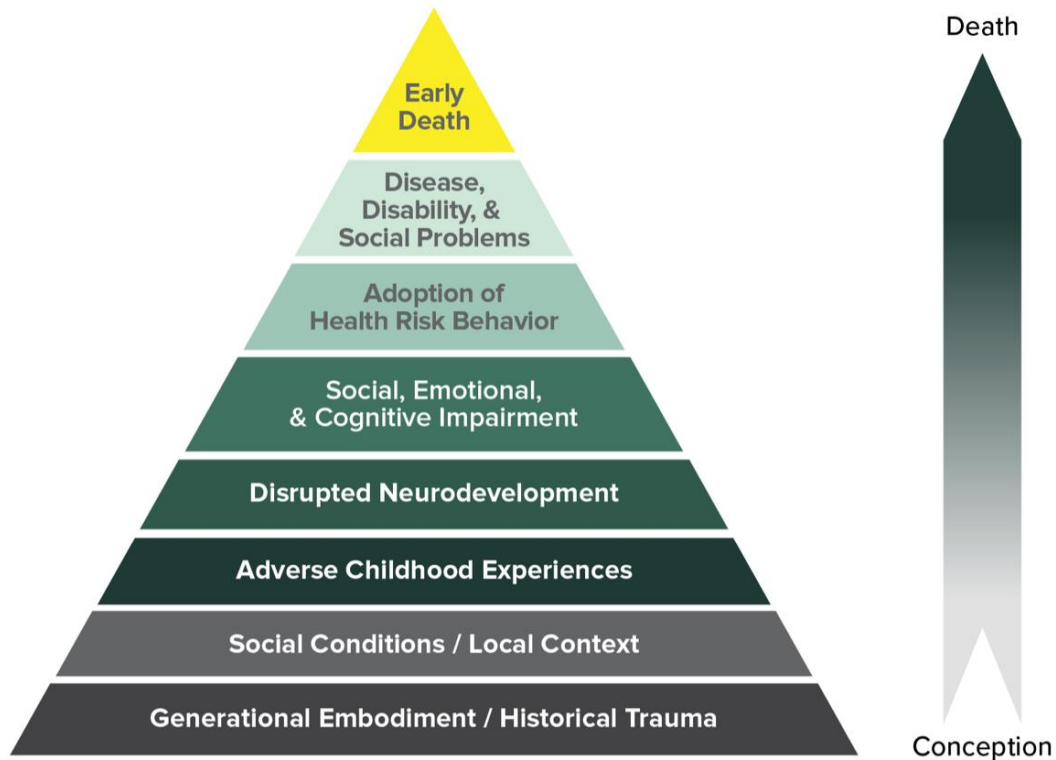 Death
Early
Death
Disease,
Disability, &
Social Problems
Adoption of
Health Risk Behavior
Social, Emotional,
& Cognitive Impairment
Disrupted Neurodevelopment
Adverse Childhood Experiences
Social Conditions / Local Context
Generational Embodiment / Historical Trauma
Conception